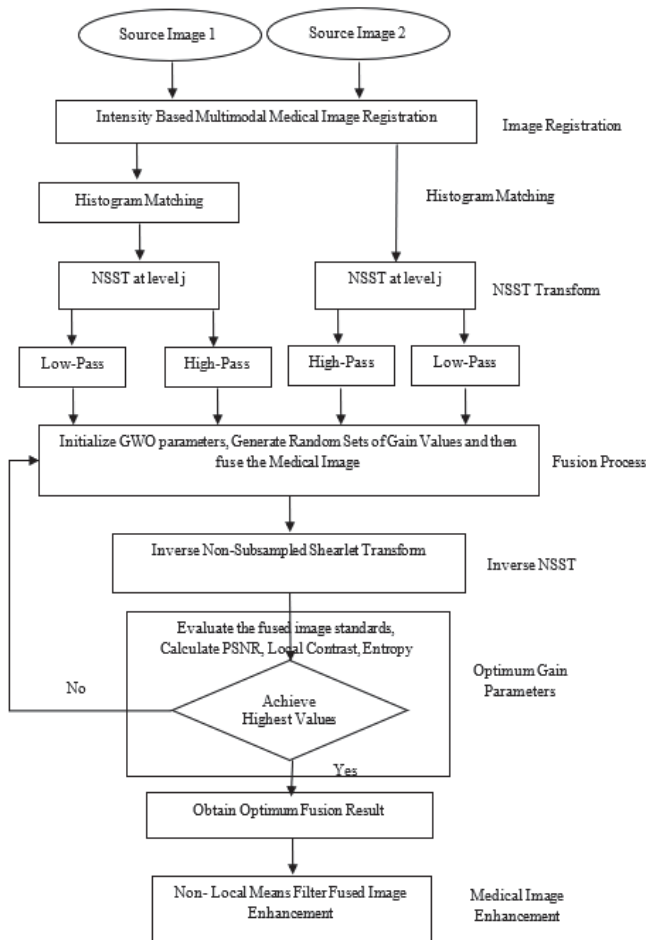 Source Image 1
Source Image 2
Intensity Based Multimodal Medical Image Registration
Image Registration
Histogram Matching
Histogram Matching
NSST at level j
NSST at level j
NSST Transform
Low-Pass
High-Pass
High-Pass
Low-Pass
Initialize GWO parameters, Generate Random Sets of Gain Values and then
fuse the Medical Image
Fusion Process
Inverse Non-Subsampled Shearlet Transform
Inverse NSST
Evaluate the fused image standards,
Calculate PSNR, Local Contrast, Entropy
Optimum Gain
Parameters
No
Achieve
Highest Values
Yes
Obtain Optimum Fusion Result
Non- Local Means Filter Fused Image
Enhancement
Medical Image
Enhancement